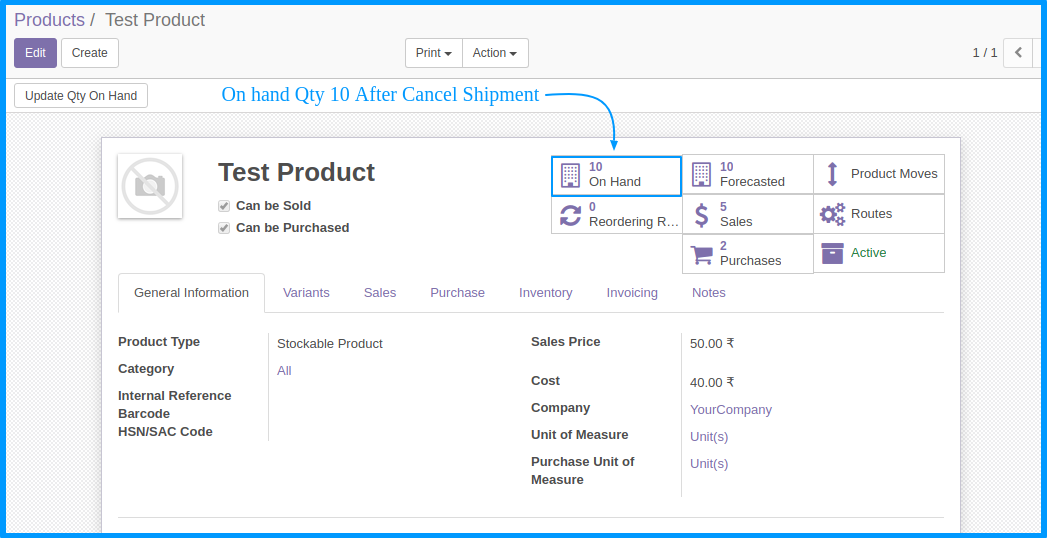 Products / Test Product
Edit Create Print Action 1 / 1
Update Qty On Hand
On hand Qty 10 After Cancel Shipment
Test Product
Can be Sold
Can be Purchased
10
On Hand
10
Forecasted
Product Moves
0
Reordering R...
5
Sales
Routes
2
Purchases
Active
General Information Variants Sales Purchase Inventory Invoicing Notes
Product Type Stockable Product
Category All
Internal Reference
Barcode
HSN/SAC Code
Sales Price 50.00 ₹
Cost 40.00 ₹
Company YourCompany
Unit of Measure Unit(s)
Purchase Unit of Unit(s)
Measure